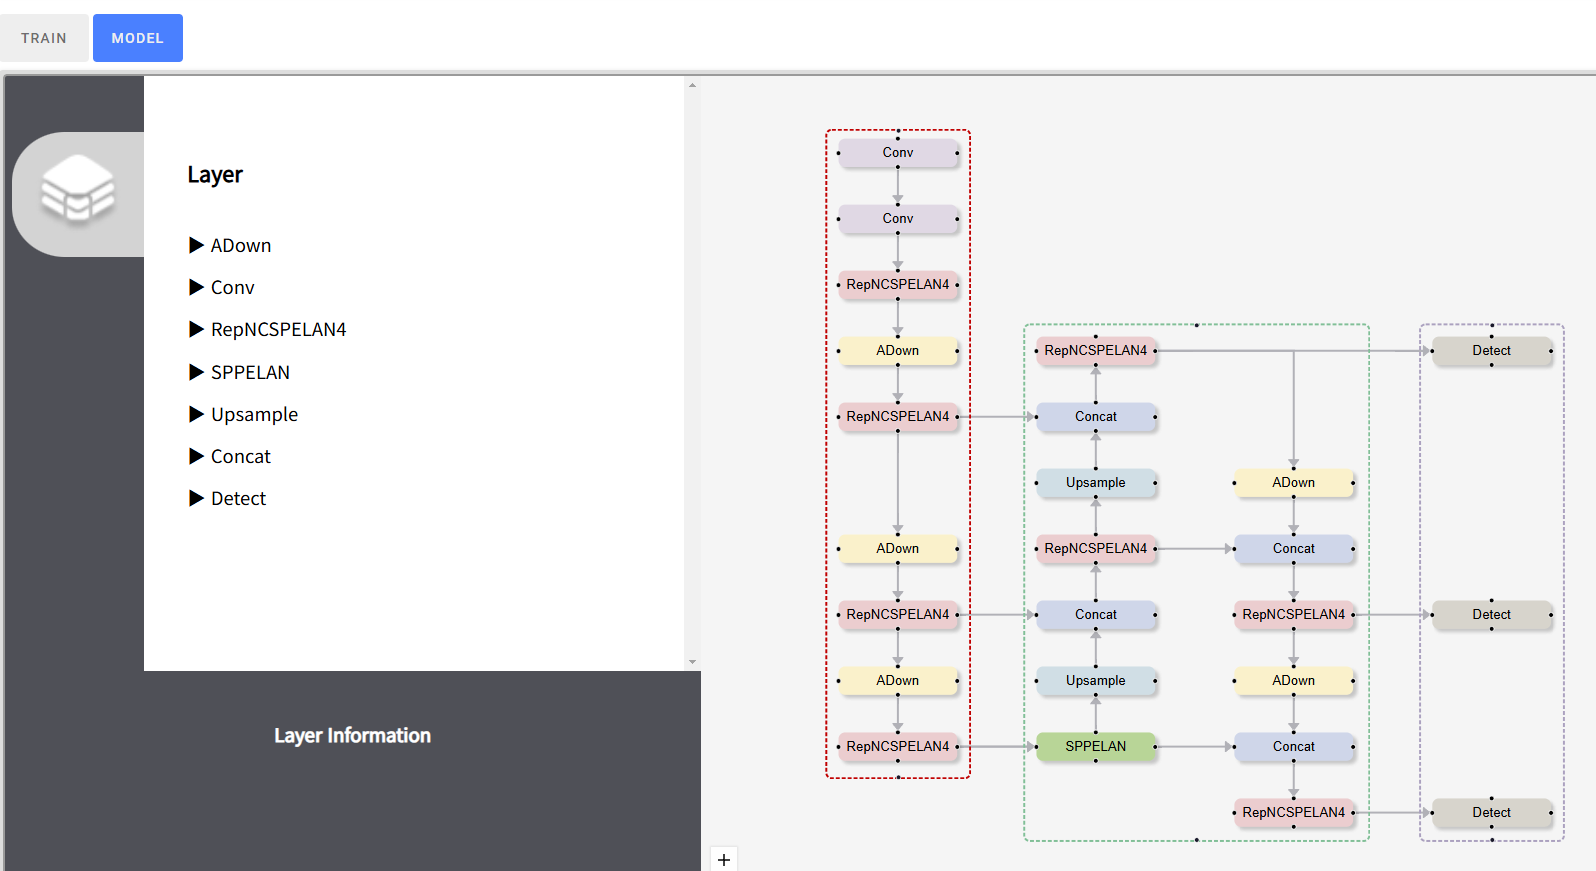 TRAIN
MODEL
Layer
▶ ADown
▶ Conv
▶ RepNCSPELAN4
▶ SPPELAN
▶ Upsample
▶ Concat
▶ Detect
Layer Information
Conv
Conv
RepNCSPELAN4
ADown
RepNCSPELAN4
ADown
RepNCSPELAN4
ADown
RepNCSPELAN4
RepNCSPELAN4
Concat
Upsample
RepNCSPELAN4
Concat
Upsample
SPPELAN
ADown
Concat
RepNCSPELAN4
ADown
Concat
RepNCSPELAN4
Detect
Detect
Detect
+